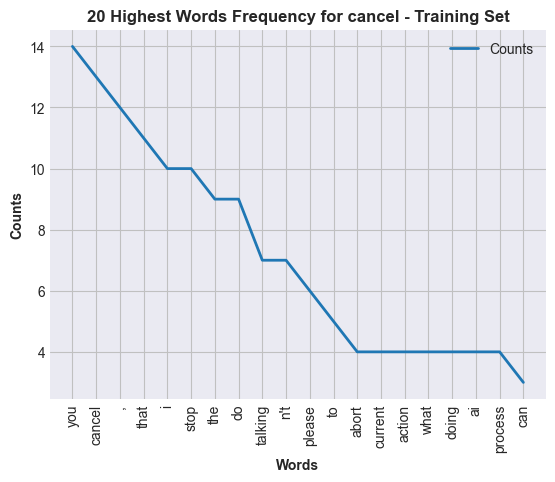 20 Highest Words Frequency for cancel - Training Set
Counts
14
12
10
8
6
4
Counts
you
cancel
,
that
i
stop
the
do
talking
n't
please
to
abort
current
action
what
doing
ai
process
can
Words